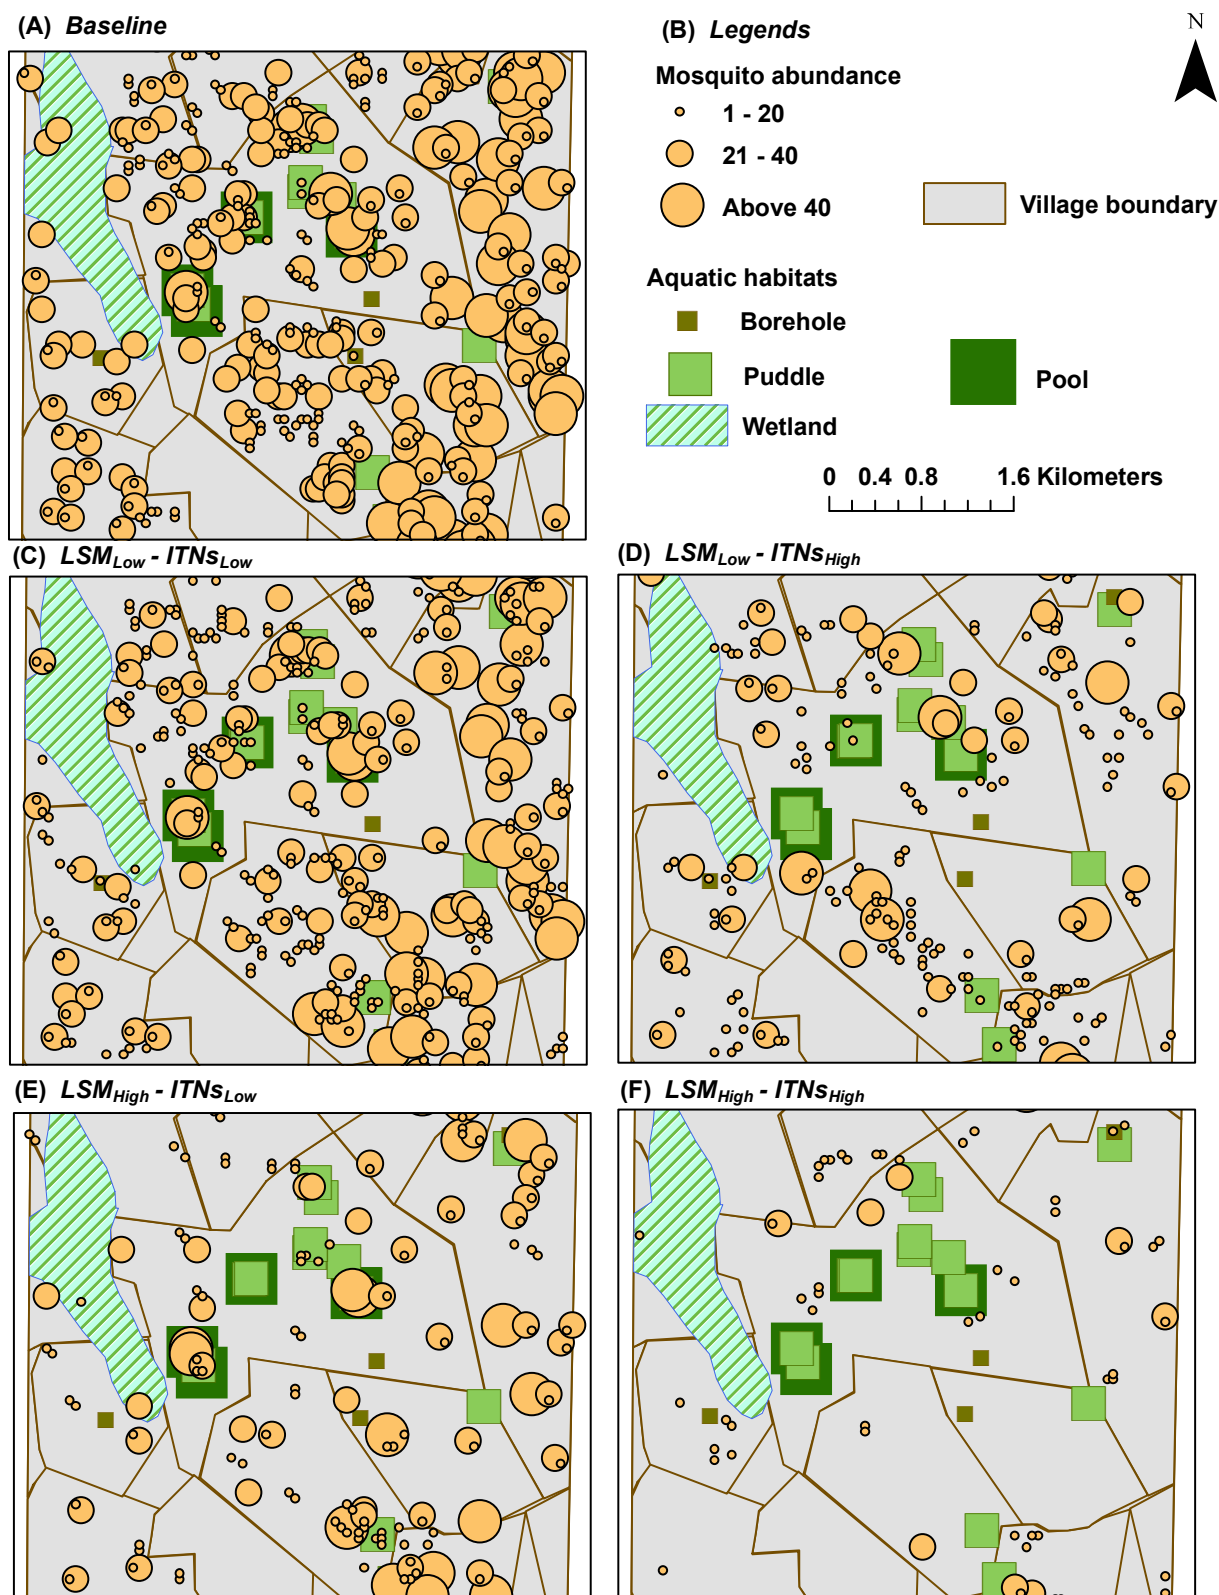 (A) Baseline
(B) Legends
N
Mosquito abundance
1 - 20
21 - 40
Above 40
Village boundary
Aquatic habitats
Borehole
Puddle
Pool
Wetland
0 0.4 0.8 1.6 Kilometers
(C) LSMLow - ITNsLow
(D) LSMLow - ITNsHigh
(E) LSMHigh - ITNsLow
(F) LSMHigh - ITNsHigh